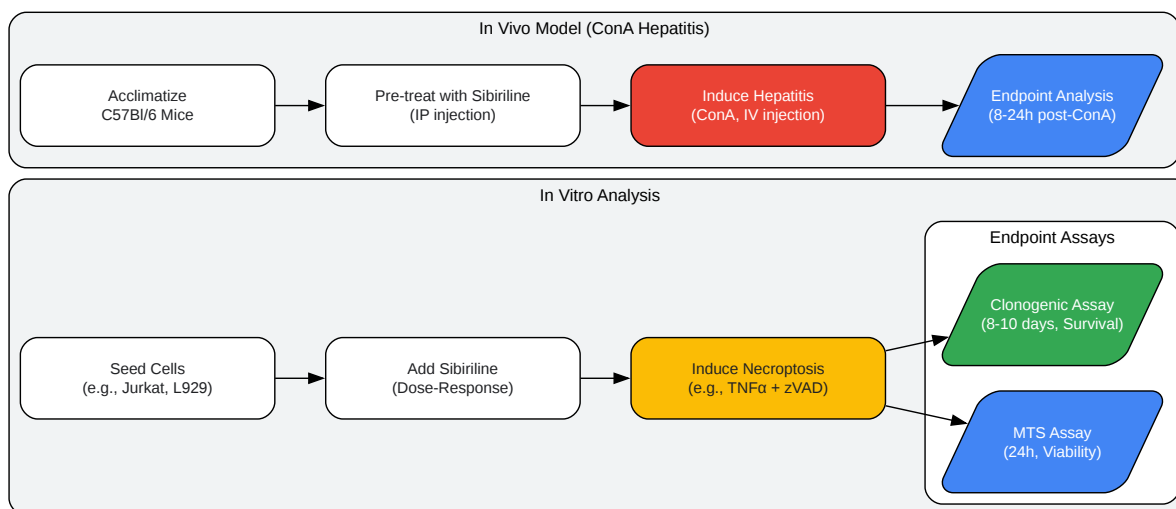 In Vivo Model (ConA Hepatitis)
Acclimatize
C57Bl/6 Mice
Pre-treat with Sibiriline
(IP injection)
Induce Hepatitis
(ConA, IV injection)
Endpoint Analysis
(8-24h post-ConA)
In Vitro Analysis
Seed Cells
(e.g., Jurkat, L929)
Add Sibiriline
(Dose-Response)
Induce Necroptosis
(e.g., TNFα + zVAD)
Endpoint Assays
Clonogenic Assay
(8-10 days, Survival)
MTS Assay
(24h, Viability)